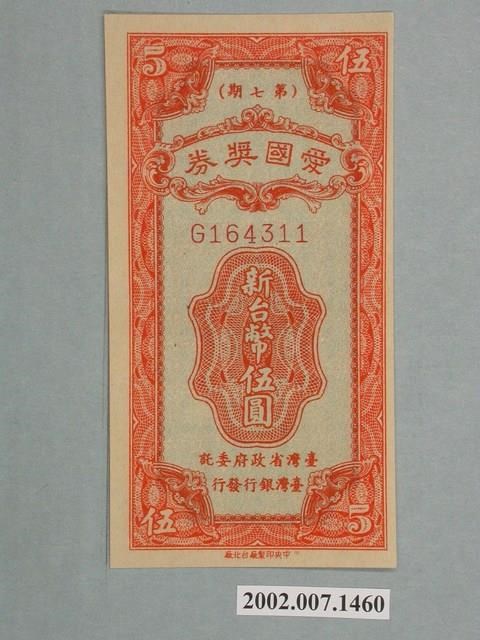 5 伍
（第七期）
愛國奬券
G164311
新台幣伍圓
臺灣省政府委託
臺灣銀行發行
伍 5
中央印製廠台北廠
2002.007.1460